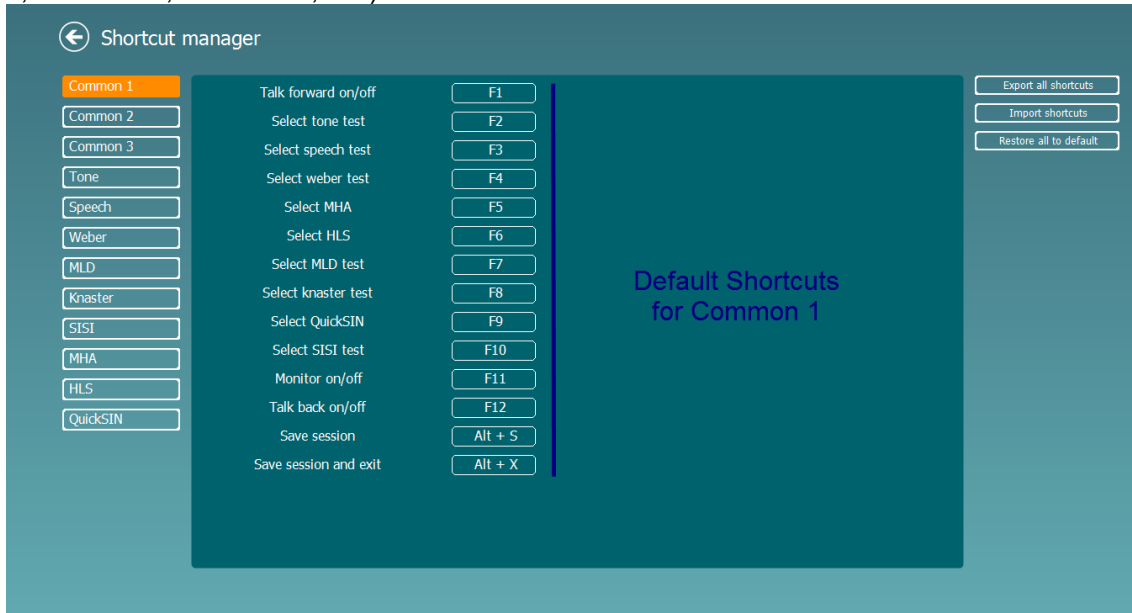 Shortcut manager
Common 1
Common 2
Common 3
Tone
Speech
Weber
MLD
Knaster
SISI
MHA
HLS
QuickSIN
Talk forward on/off F1
Select tone test F2
Select speech test F3
Select weber test F4
Select MHA F5
Select HLS F6
Select MLD test F7
Select knaster test F8
Select QuickSIN F9
Select SISI test F10
Monitor on/off F11
Talk back on/off F12
Save session Alt + S
Save session and exit Alt + X
Default Shortcuts
for Common 1
Export all shortcuts
Import shortcuts
Restore all to default